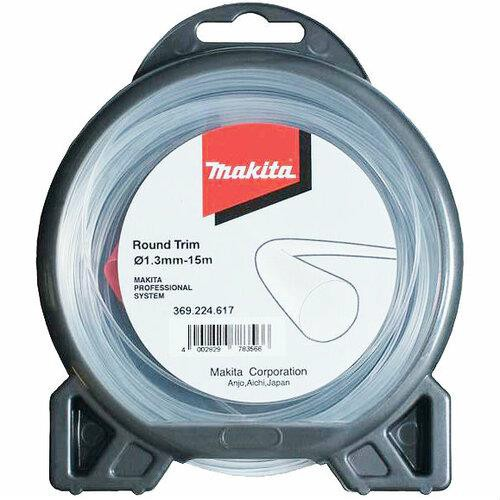 makita
Round Trim
Ø1.3mm-15m
MAKITA
PROFESSIONAL
SYSTEM
369.224.617
4 002829 783566
Makita Corporation
Anjo,Aichi,Japan